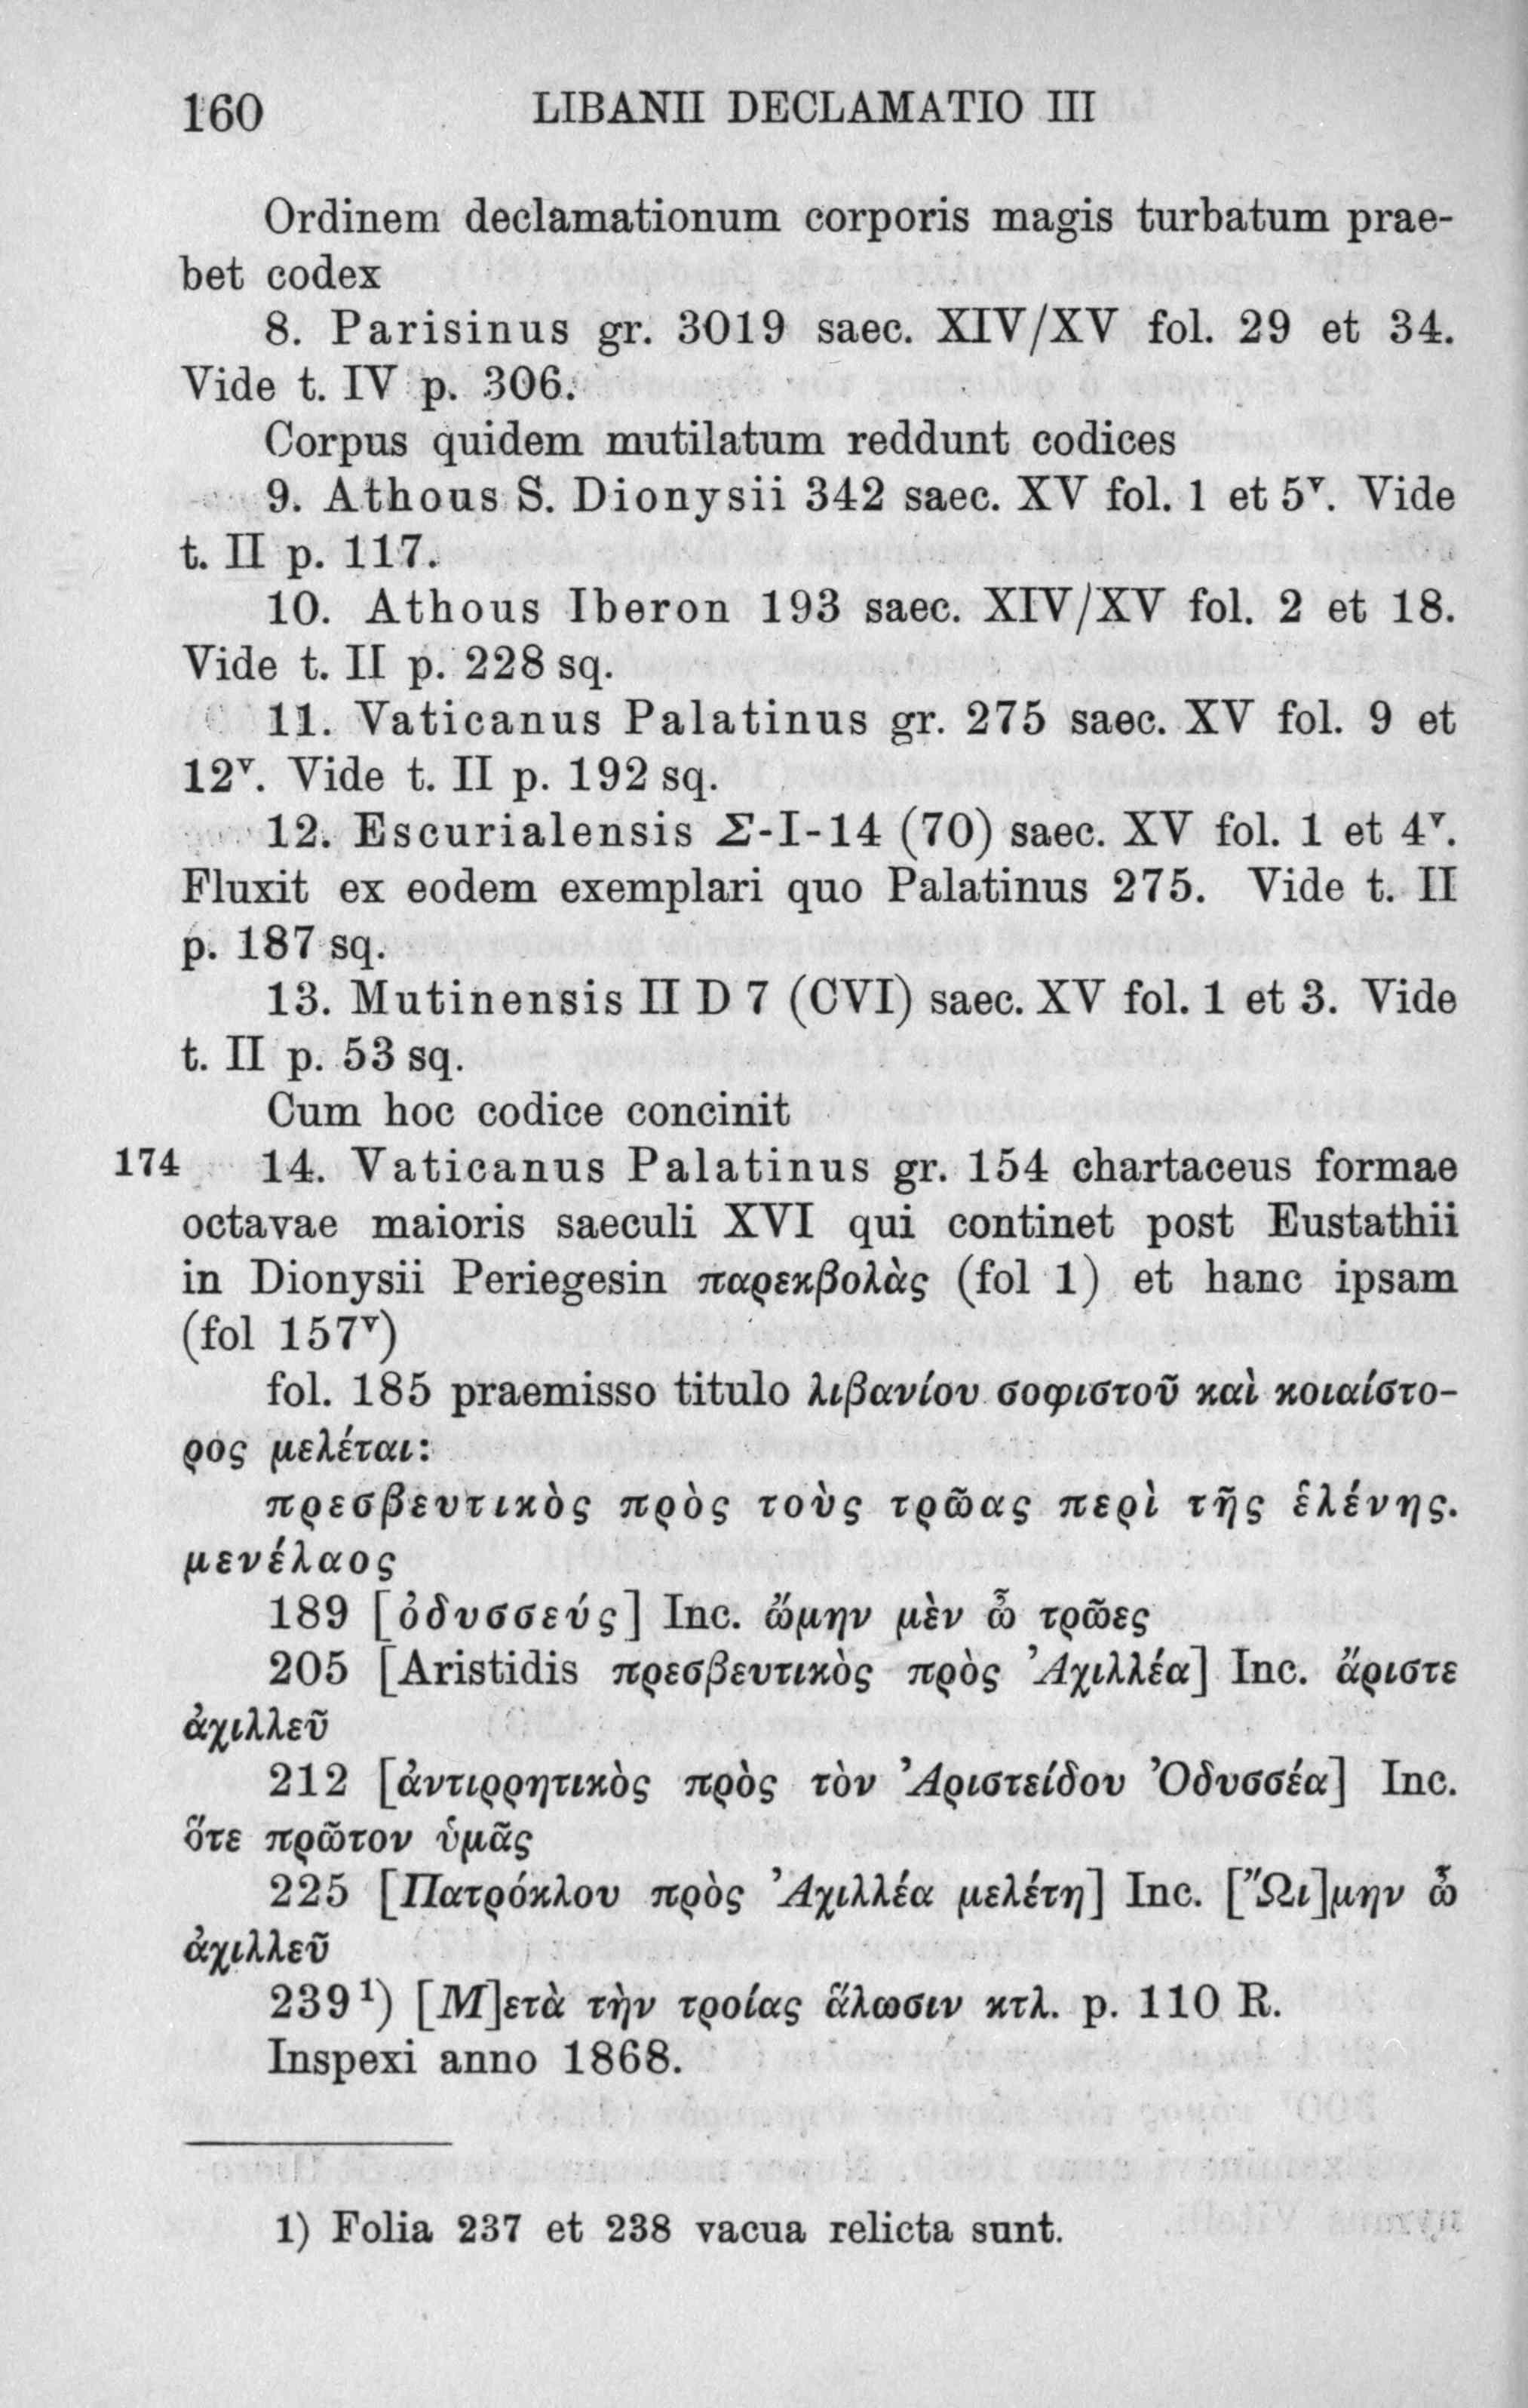 160 LIBANII DECLAMATIO III
Ordinem declamationum corporis magis turbatum prae-
bet codex
8. Parisinus gr. 3019 saec. XIV/XV fol. 29 et 34.
Vide t. IV p. 306.
Corpus quidem mutilatum reddunt codices
9. Athous S. Dionysii 342 saec. XV fol. 1 et 5ᵛ. Vide
t. II p. 117.
10. Athous Iberon 193 saec. XIV/XV fol. 2 et 18.
Vide t. II p. 228 sq.
11. Vaticanus Palatinus gr. 275 saec. XV fol. 9 et
12ᵛ. Vide t. II p. 192 sq.
12. Escurialensis Σ-I-14 (70) saec. XV fol. 1 et 4ᵛ.
Fluxit ex eodem exemplari quo Palatinus 275. Vide t. II
p. 187 sq.
13. Mutinensis II D 7 (CVI) saec. XV fol. 1 et 3. Vide
t. II p. 53 sq.
Cum hoc codice concinit
174 14. Vaticanus Palatinus gr. 154 chartaceus formae
octavae maioris saeculi XVI qui continet post Eustathii
in Dionysii Periegesin παρεκβολὰς (fol 1) et hanc ipsam
(fol 157ᵛ)
fol. 185 praemisso titulo λιβανίου σοφιστοῦ καὶ κοιαίστο-
ρος μελέται:
πρεσβευτικὸς πρὸς τοὺς τρῶας περὶ τῆς ἑλένης.
μενέλαος
189 [ὀδυσσεύς] Inc. ᾤμην μὲν ὦ τρῶες
205 [Aristidis πρεσβευτικὸς πρὸς Ἀχιλλέα] Inc. ἄριστε
ἀχιλλεῦ
212 [ἀντιρρητικὸς πρὸς τὸν Ἀριστείδου Ὀδυσσέα] Inc.
ὅτε πρῶτον ὑμᾶς
225 [Πατρόκλου πρὸς Ἀχιλλέα μελέτη] Inc. [Ὤι]μην ὦ
ἀχιλλεῦ
239¹) [Μ]ετὰ τὴν τροίας ἅλωσιν κτλ. p. 110 R.
Inspexi anno 1868.
1) Folia 237 et 238 vacua relicta sunt.